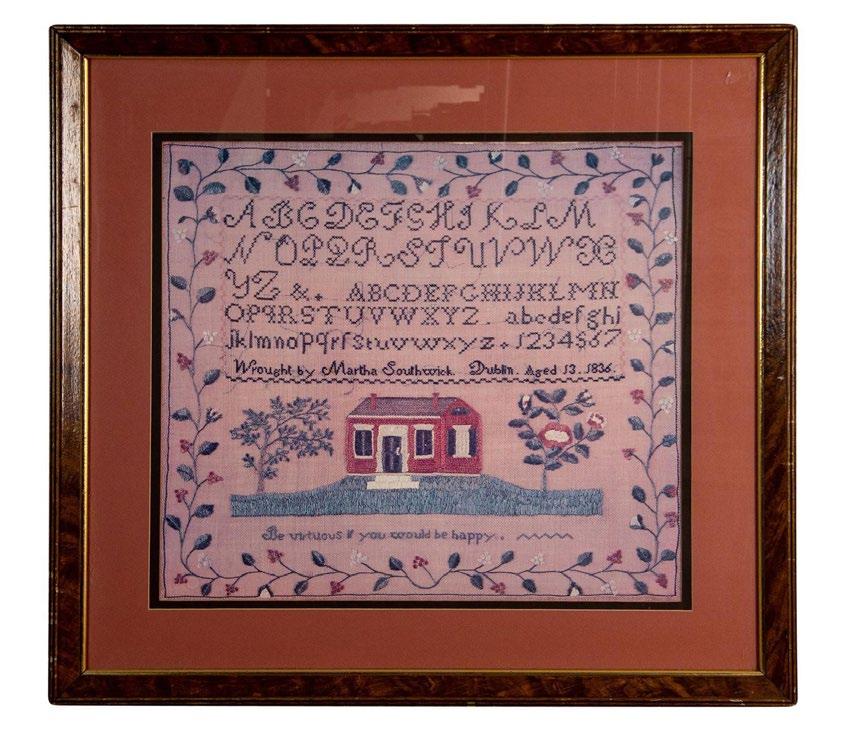 ABCDEFGHIKLM
NOPQRSTUVWX
YZ &. ABCDEFGHIJKLMN
OPQRSTUVWXYZ. abcdefghi
jklmnopqrſstuvwxyz. 1234567
Wrought by Martha Southwick. Dublin. Aged 13. 1836.
Be virtuous if you would be happy.